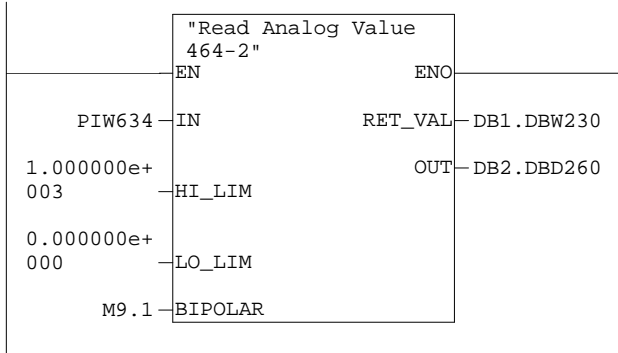 "Read Analog Value
464-2"
EN ENO
PIW634 IN RET_VAL DB1.DBW230
1.000000e+ OUT DB2.DBD260
003 HI_LIM
0.000000e+
000 LO_LIM
M9.1 BIPOLAR